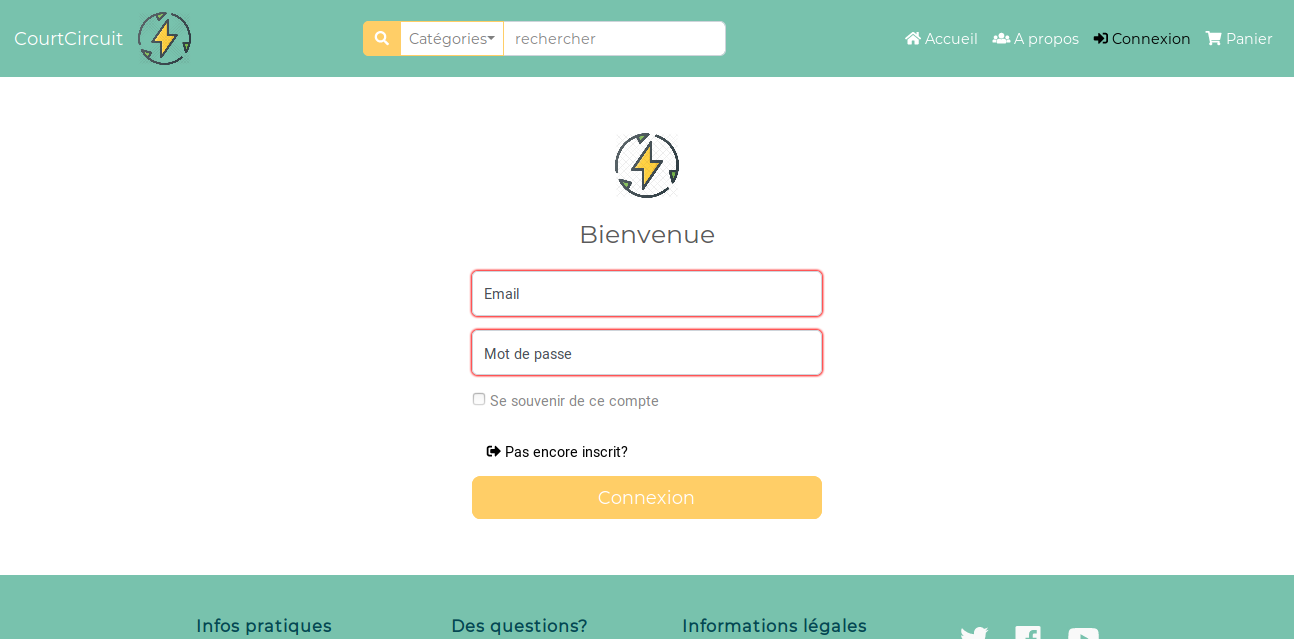 CourtCircuit Catégories rechercher Accueil A propos Connexion Panier
Bienvenue
Email
Mot de passe
Se souvenir de ce compte
Pas encore inscrit?
Connexion
Infos pratiques Des questions? Informations légales